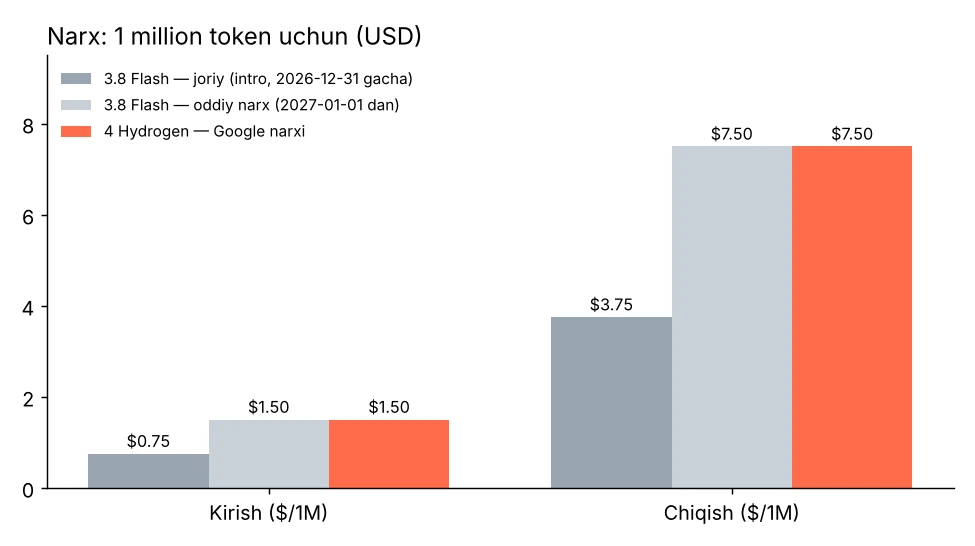 Narx: 1 million token uchun (USD)
3.8 Flash — joriy (intro, 2026-12-31 gacha)
3.8 Flash — oddiy narx (2027-01-01 dan)
4 Hydrogen — Google narxi
8
6
4
2
0
$0.75
$1.50
$1.50
$3.75
$7.50
$7.50
Kirish ($/1M)
Chiqish ($/1M)